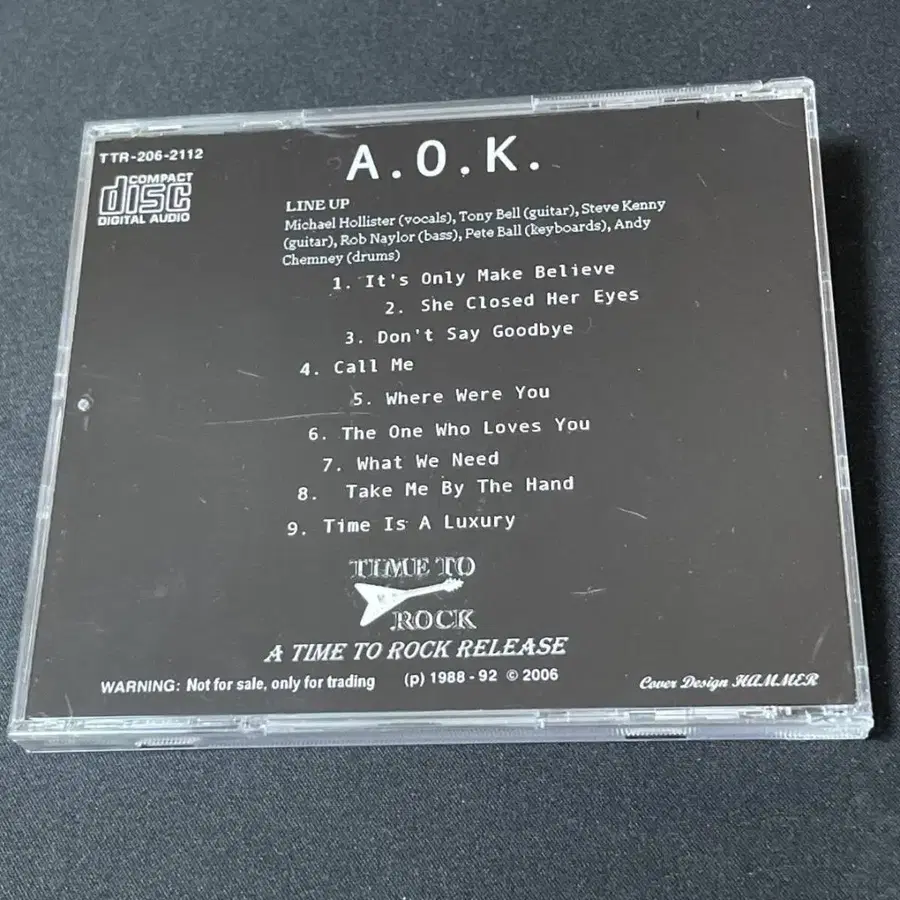 TTR-206-2112
COMPACT
disc
DIGITAL AUDIO
A.O.K.
LINE UP
Michael Hollister (vocals), Tony Bell (guitar), Steve Kenny
(guitar), Rob Naylor (bass), Pete Ball (keyboards), Andy
Chemney (drums)
1. It's Only Make Believe
2. She Closed Her Eyes
3. Don't Say Goodbye
4. Call Me
5. Where Were You
6. The One Who Loves You
7. What We Need
8. Take Me By The Hand
9. Time Is A Luxury
TIME TO
ROCK
A TIME TO ROCK RELEASE
WARNING: Not for sale, only for trading (p) 1988 - 92 © 2006 Cover Design HAMMER